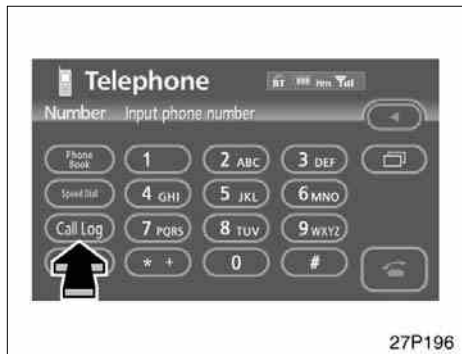 Telephone
BT
Number Input phone number
Phone Book 1 2 ABC 3 DEF
Speed Dial 4 GHI 5 JKL 6 MNO
Call Log 7 PQRS 8 TUV 9 WXYZ
* + 0 #
27P196